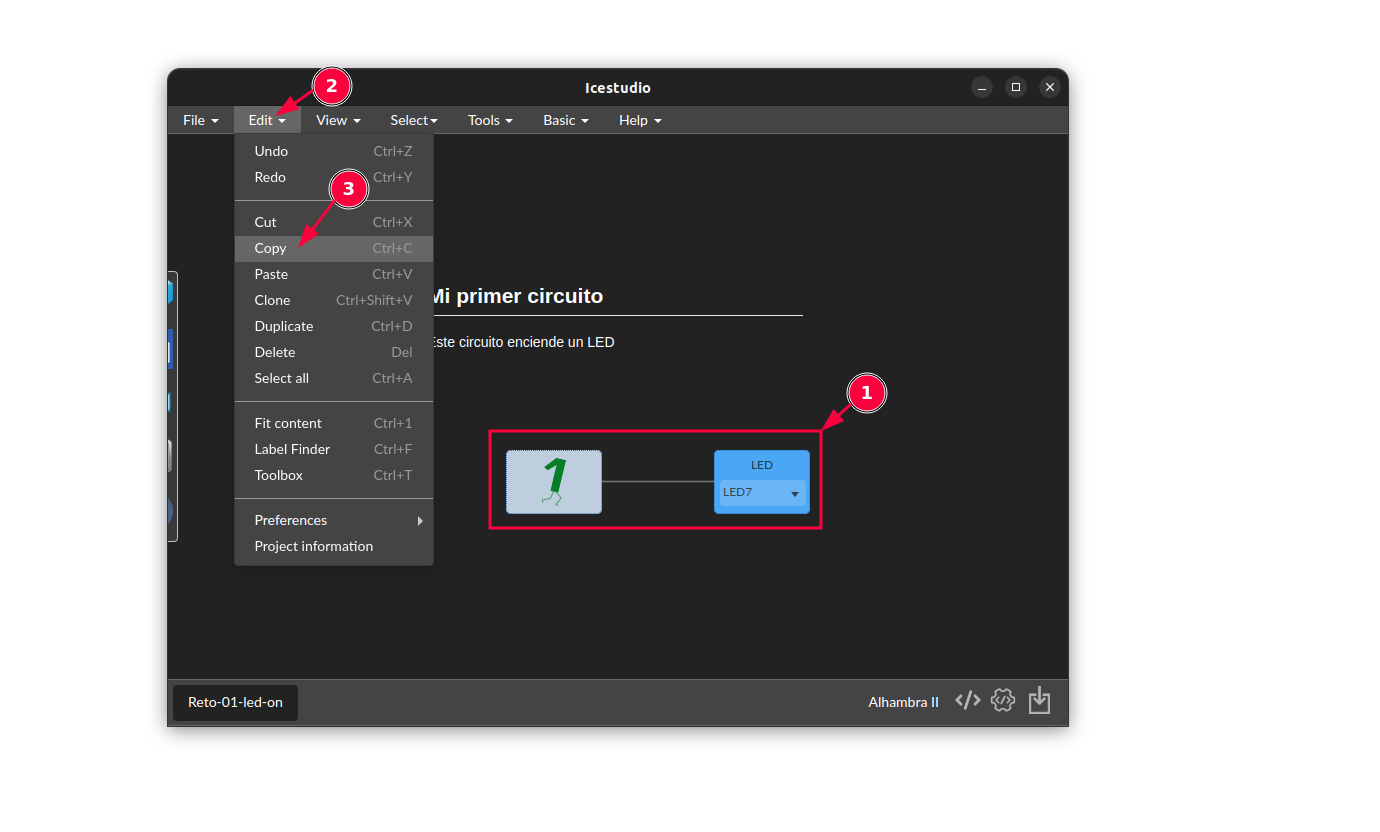 2
Icestudio
File Edit View Select Tools Basic Help
Undo Ctrl+Z
Redo Ctrl+Y
3
Cut Ctrl+X
Copy Ctrl+C
Paste Ctrl+V
Clone Ctrl+Shift+V
Mi primer circuito
Duplicate Ctrl+D
Este circuito enciende un LED
Delete Del
Select all Ctrl+A
1
Fit content Ctrl+1
Label Finder Ctrl+F
Toolbox Ctrl+T
1
LED
LED7
Preferences
Project information
Reto-01-led-on
Alhambra II